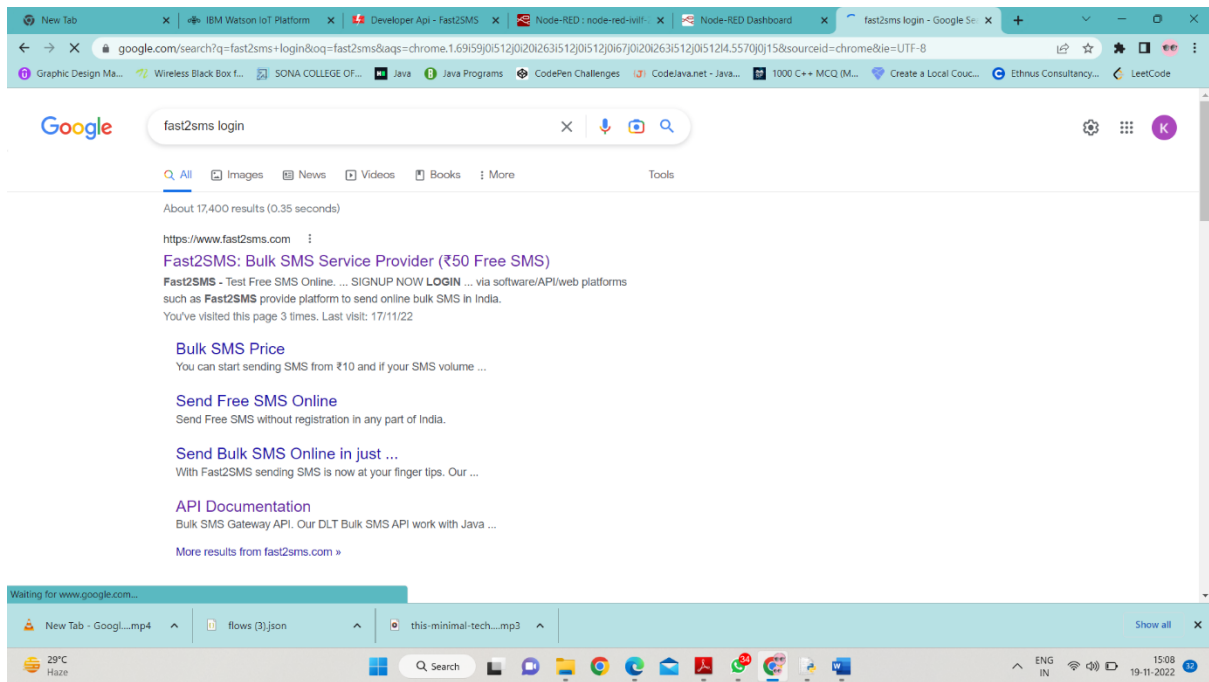 New Tab
IBM Watson IoT Platform
Developer Api - Fast2SMS
Node-RED : node-red-ivilf-
Node-RED Dashboard
fast2sms login - Google Se
google.com/search?q=fast2sms+login&oq=fast2sms&aqs=chrome.1.69i59j0i512j0i20i263i512j0i512j0i67j0i20i263i512j0i512l4.5570j0j15&sourceid=chrome&ie=UTF-8
Graphic Design Ma...
Wireless Black Box f...
SONA COLLEGE OF...
Java
Java Programs
CodePen Challenges
CodeJava.net - Java...
1000 C++ MCQ (M...
Create a Local Couc...
Ethnus Consultancy...
LeetCode
Google
fast2sms login
K
All Images News Videos Books More Tools
About 17,400 results (0.35 seconds)
https://www.fast2sms.com
Fast2SMS: Bulk SMS Service Provider (₹50 Free SMS)
Fast2SMS - Test Free SMS Online. ... SIGNUP NOW LOGIN ... via software/API/web platforms
such as Fast2SMS provide platform to send online bulk SMS in India.
You've visited this page 3 times. Last visit: 17/11/22
Bulk SMS Price
You can start sending SMS from ₹10 and if your SMS volume ...
Send Free SMS Online
Send Free SMS without registration in any part of India.
Send Bulk SMS Online in just ...
With Fast2SMS sending SMS is now at your finger tips. Our ...
API Documentation
Bulk SMS Gateway API. Our DLT Bulk SMS API work with Java ...
More results from fast2sms.com »
Waiting for www.google.com...
New Tab - Googl....mp4
flows (3).json
this-minimal-tech....mp3
Show all
29°C
Haze
Search
34
ENG
IN
15:08
19-11-2022
32